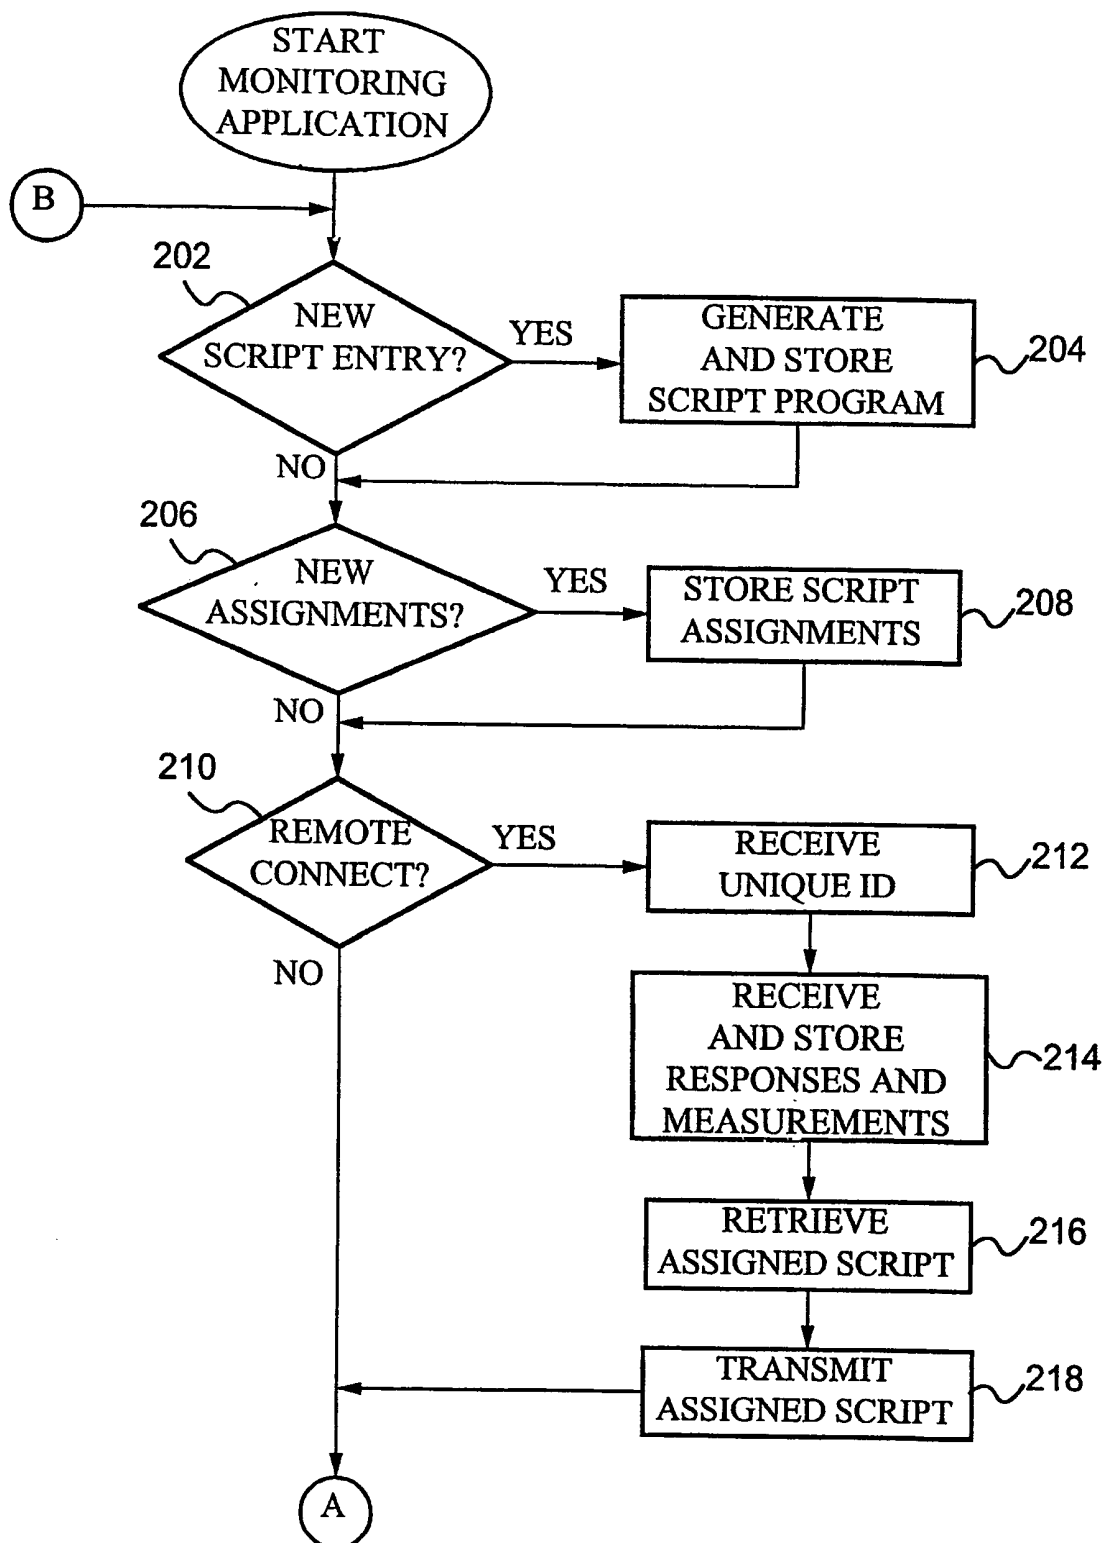 START
MONITORING
APPLICATION
B
202
NEW
SCRIPT ENTRY?
YES
GENERATE
AND STORE
SCRIPT PROGRAM
204
NO
206
NEW
ASSIGNMENTS?
YES
STORE SCRIPT
ASSIGNMENTS
208
NO
210
REMOTE
CONNECT?
YES
RECEIVE
UNIQUE ID
212
NO
RECEIVE
AND STORE
RESPONSES AND
MEASUREMENTS
214
RETRIEVE
ASSIGNED SCRIPT
216
TRANSMIT
ASSIGNED SCRIPT
218
A